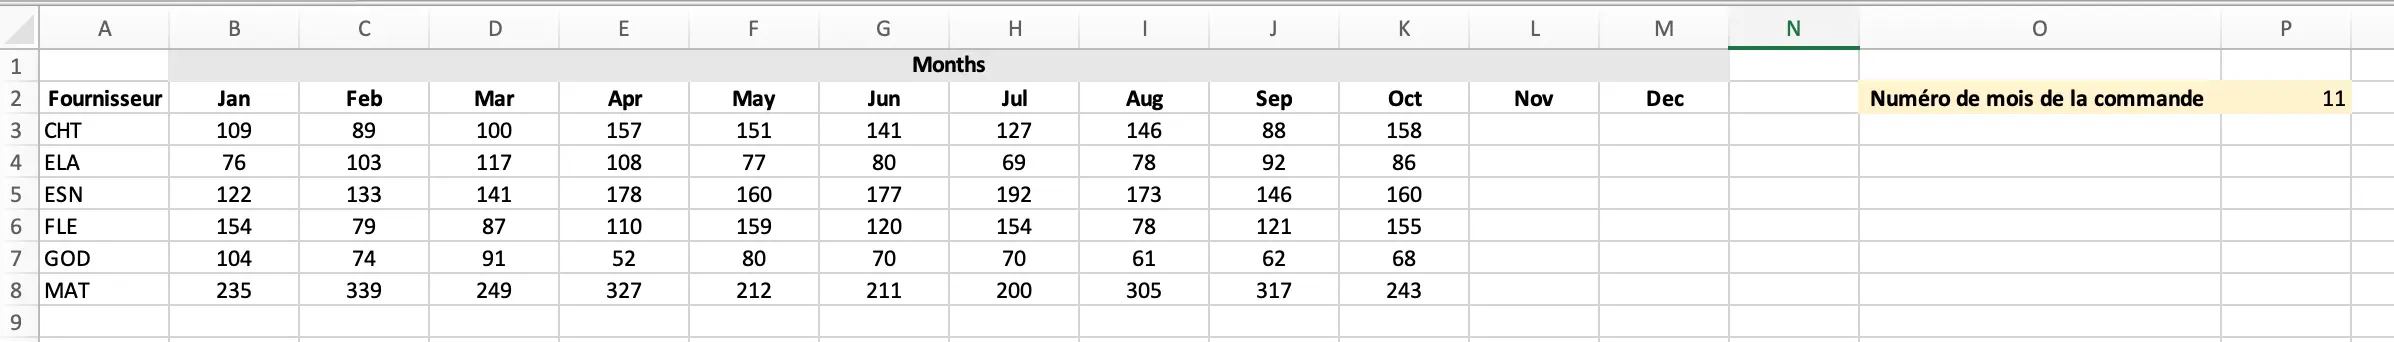 A B C D E F G H I J K L M N O P
1 Months
2 Fournisseur Jan Feb Mar Apr May Jun Jul Aug Sep Oct Nov Dec Numéro de mois de la commande 11
3 CHT 109 89 100 157 151 141 127 146 88 158
4 ELA 76 103 117 108 77 80 69 78 92 86
5 ESN 122 133 141 178 160 177 192 173 146 160
6 FLE 154 79 87 110 159 120 154 78 121 155
7 GOD 104 74 91 52 80 70 70 61 62 68
8 MAT 235 339 249 327 212 211 200 305 317 243
9